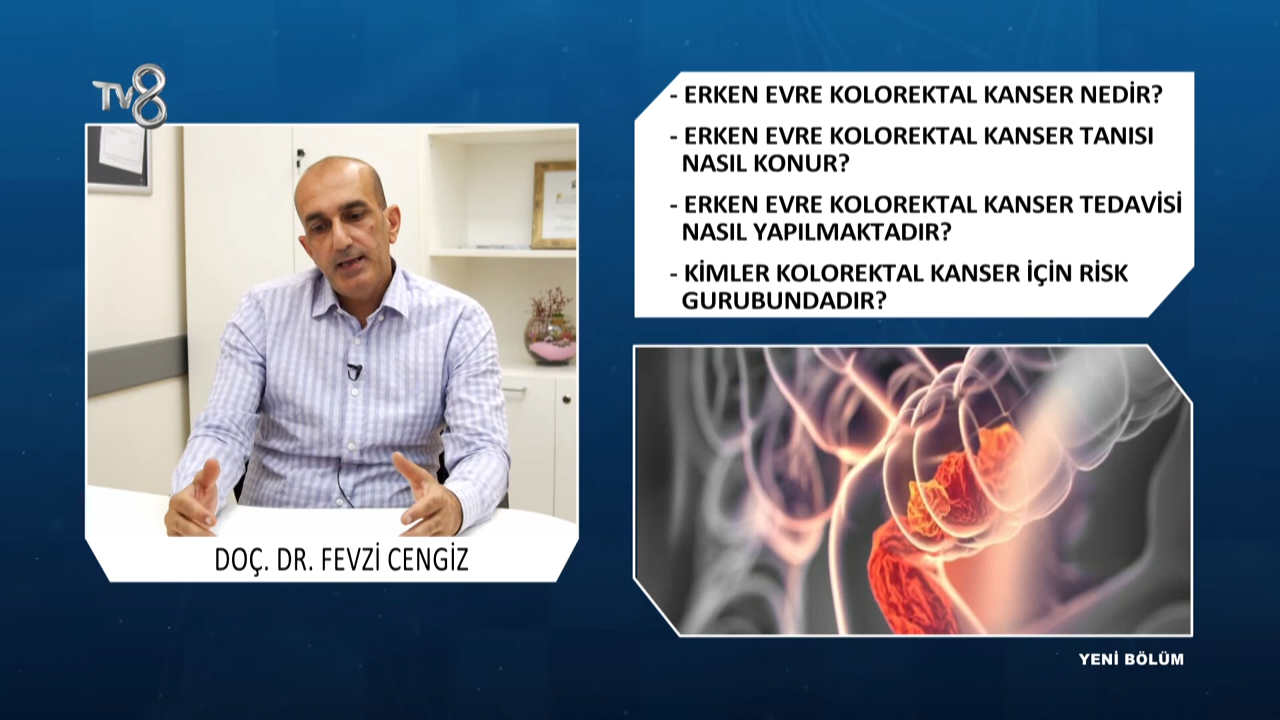 TV8
- ERKEN EVRE KOLOREKTAL KANSER NEDİR?
- ERKEN EVRE KOLOREKTAL KANSER TANISI
NASIL KONUR?
- ERKEN EVRE KOLOREKTAL KANSER TEDAVİSİ
NASIL YAPILMAKTADIR?
- KİMLER KOLOREKTAL KANSER İÇİN RİSK
GURUBUNDADIR?
DOÇ. DR. FEVZİ CENGİZ
YENİ BÖLÜM